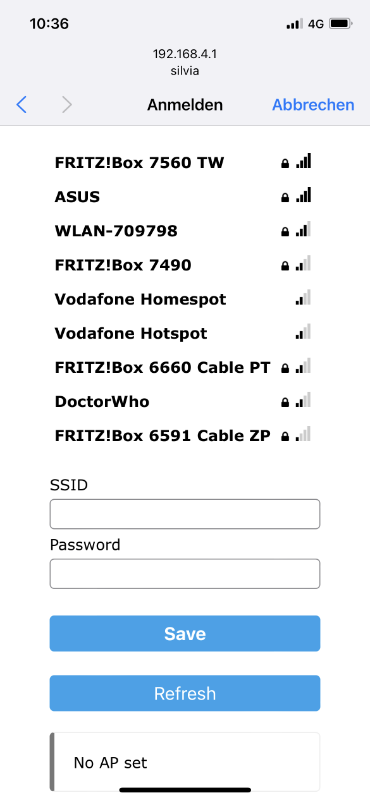 10:36
4G
192.168.4.1
silvia
Anmelden
Abbrechen
FRITZ!Box 7560 TW
ASUS
WLAN-709798
FRITZ!Box 7490
Vodafone Homespot
Vodafone Hotspot
FRITZ!Box 6660 Cable PT
DoctorWho
FRITZ!Box 6591 Cable ZP
SSID
Password
Save
Refresh
No AP set